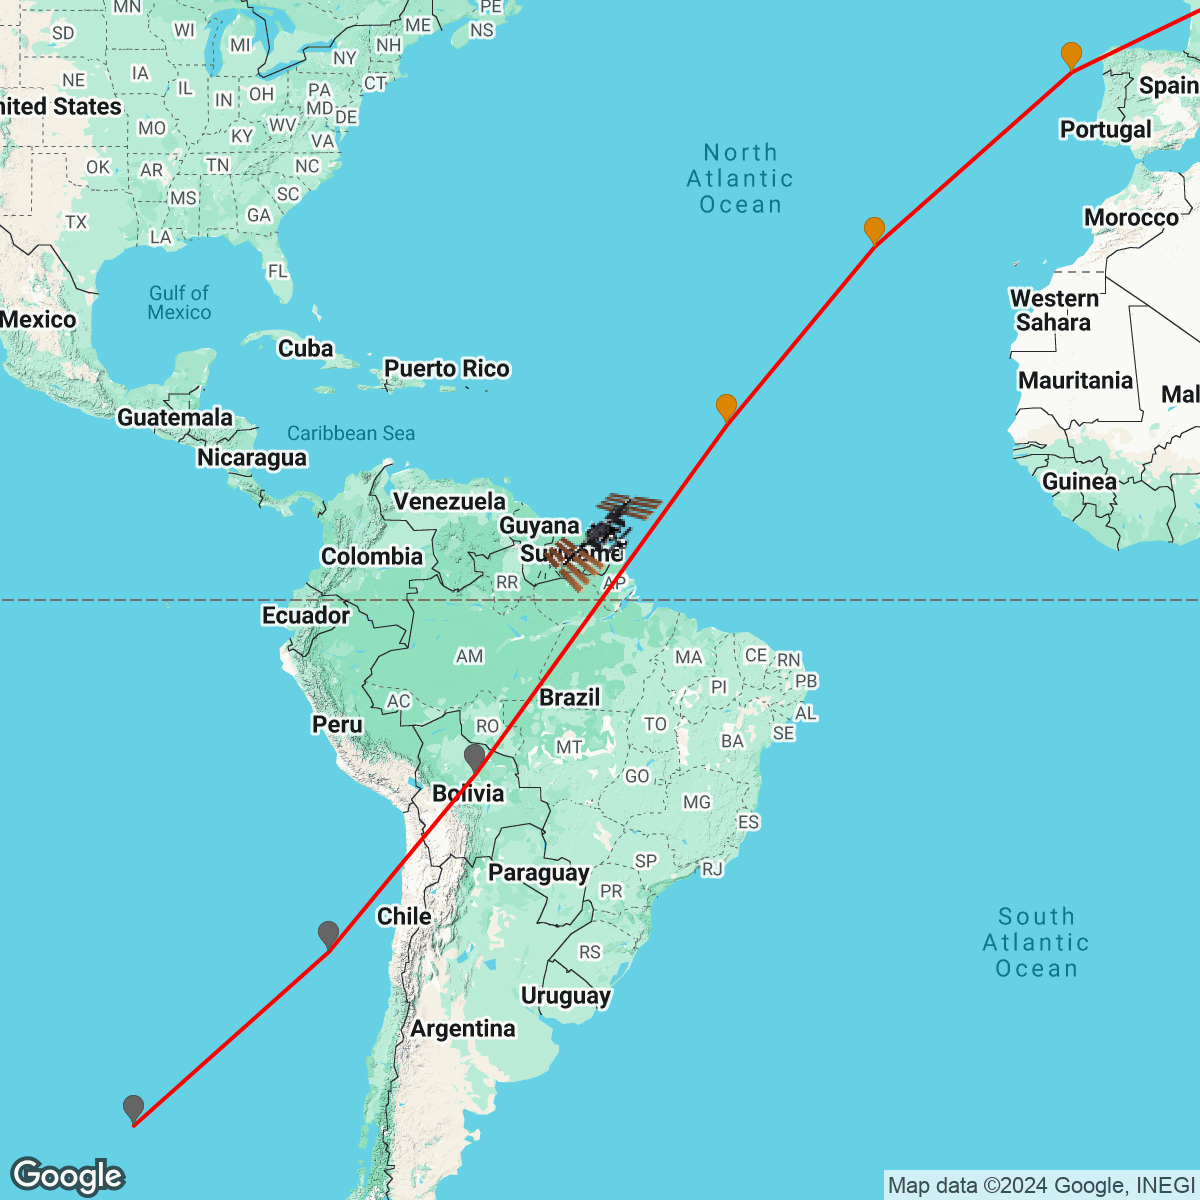 MN
PE
ME
NS
SD
WI
MI
NH
NY
NE
IA
CT
PA
IL
IN
OH
MD
nited States
DE
MO
KY
WV
VA
Spain
Portugal
OK
AR
TN
NC
North
Atlantic
Ocean
MS
SC
TX
GA
LA
Morocco
FL
Gulf of
Mexico
Western
Sahara
Mexico
Cuba
Puerto Rico
Mauritania
Mal
Guatemala
Caribbean Sea
Nicaragua
Venezuela
Guinea
Guyana
Colombia
RR
AP
Ecuador
AM
MA
CE
RN
PI
PB
AC
Brazil
Peru
RO
TO
AL
SE
BA
MT
GO
Bolivia
MG
ES
SP
Paraguay
RJ
PR
Chile
South
Atlantic
Ocean
RS
Uruguay
Argentina
Google
Map data ©2024 Google, INEGI